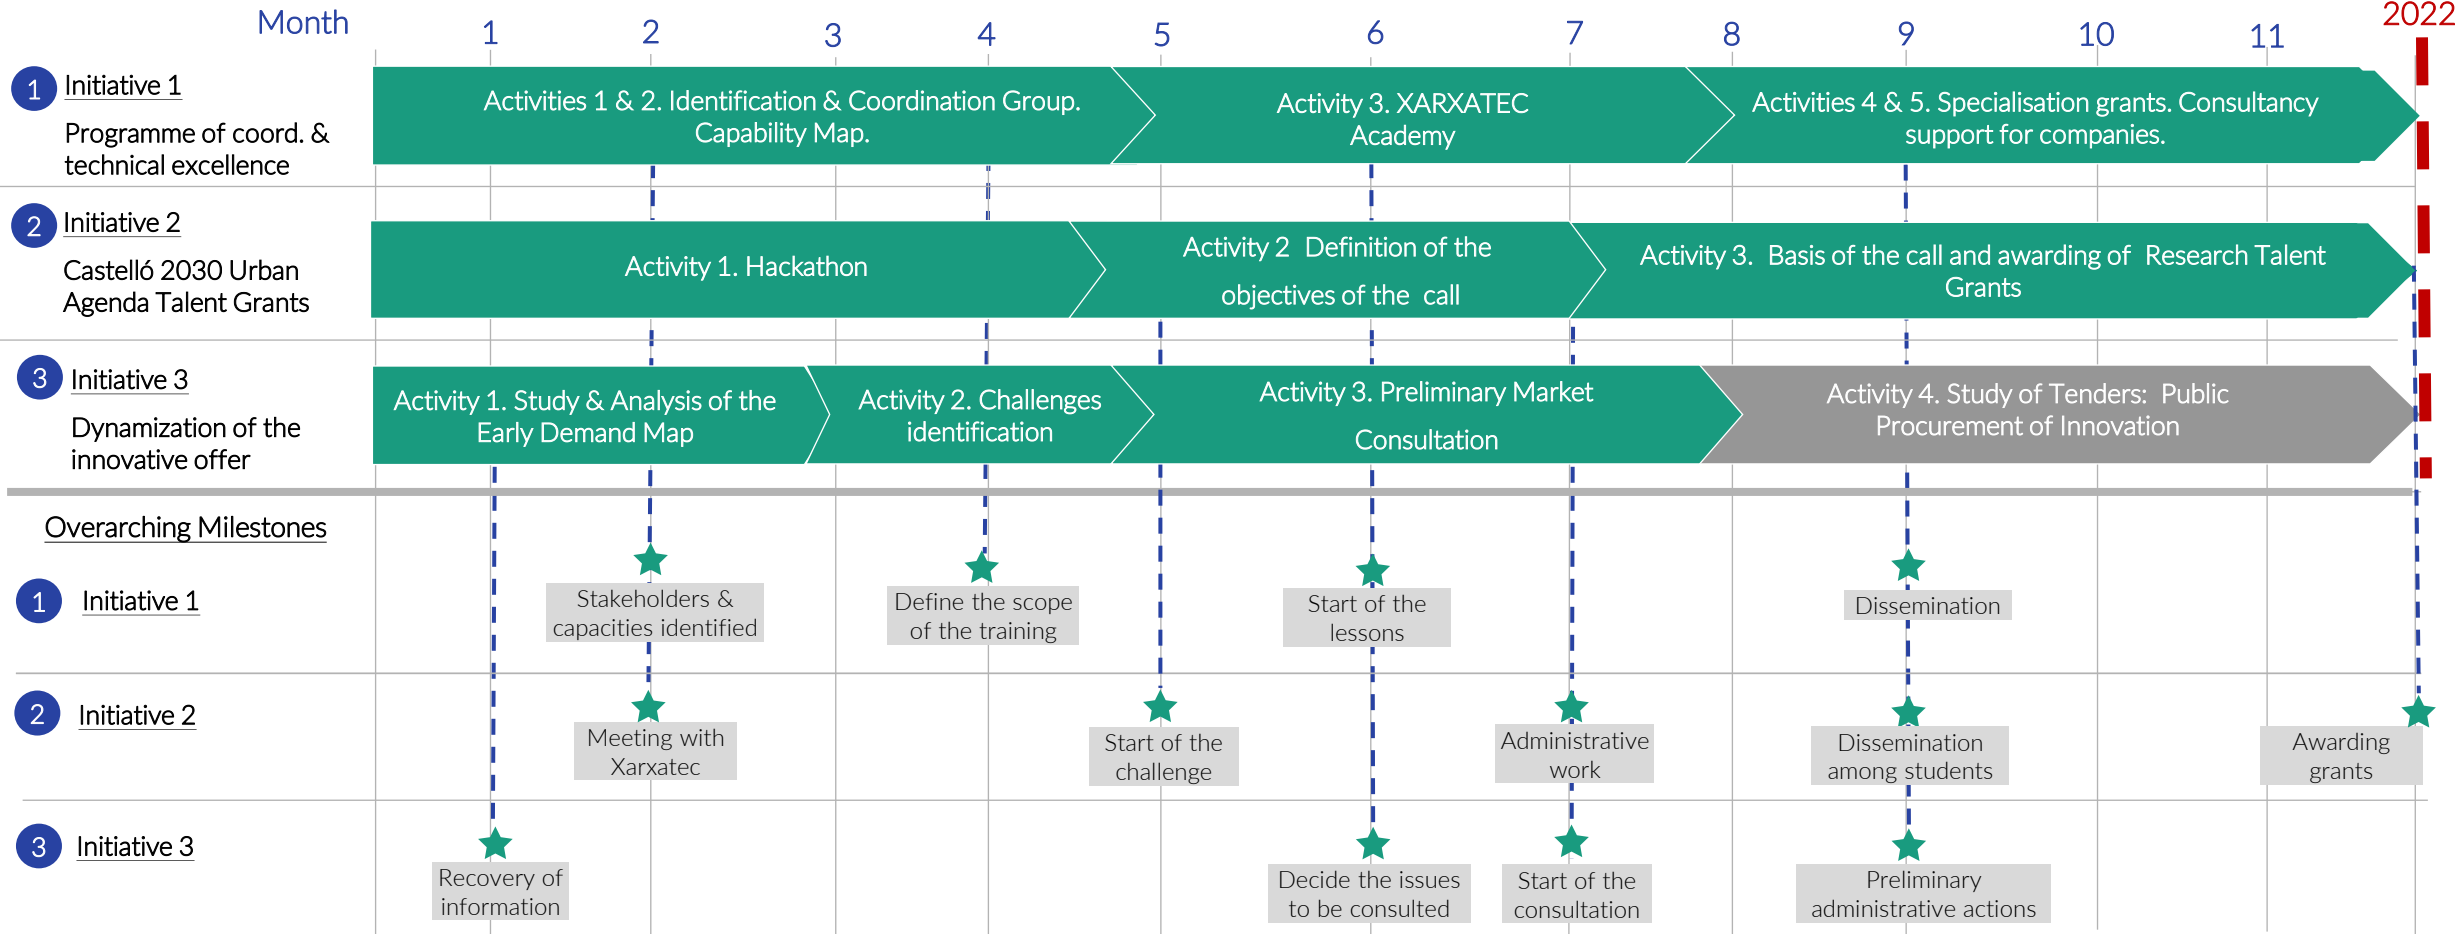 Month 1 2 3 4 5 6 7 8 9 10 11 2022
1 Initiative 1
Programme of coord. &
technical excellence
Activities 1 & 2. Identification & Coordination Group.
Capability Map.
Activity 3. XARXATEC
Academy
Activities 4 & 5. Specialisation grants. Consultancy
support for companies.
2 Initiative 2
Castelló 2030 Urban
Agenda Talent Grants
Activity 1. Hackathon
Activity 2 Definition of the
objectives of the call
Activity 3. Basis of the call and awarding of Research Talent
Grants
3 Initiative 3
Dynamization of the
innovative offer
Activity 1. Study & Analysis of the
Early Demand Map
Activity 2. Challenges
identification
Activity 3. Preliminary Market
Consultation
Activity 4. Study of Tenders: Public
Procurement of Innovation
Overarching Milestones
1 Initiative 1
Stakeholders &
capacities identified
Define the scope
of the training
Start of the
lessons
Dissemination
2 Initiative 2
Meeting with
Xarxatec
Start of the
challenge
Administrative
work
Dissemination
among students
Awarding
grants
3 Initiative 3
Recovery of
information
Decide the issues
to be consulted
Start of the
consultation
Preliminary
administrative actions